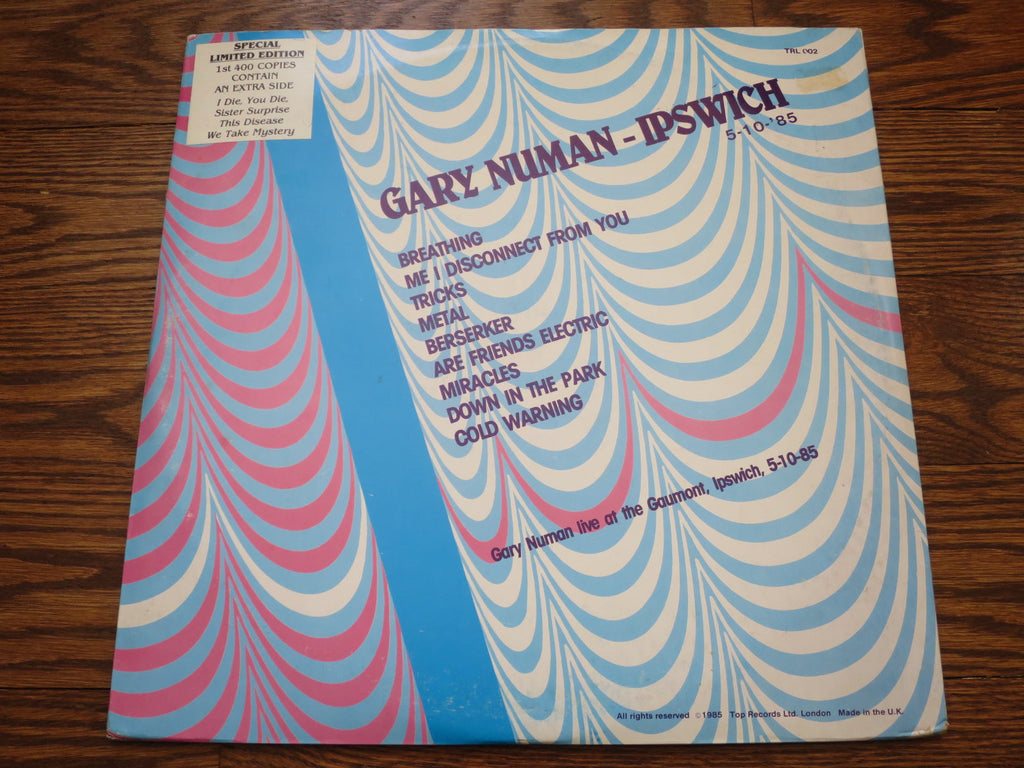 SPECIAL
LIMITED EDITION
1st 400 COPIES
CONTAIN
AN EXTRA SIDE
I Die, You Die,
Sister Surprise
This Disease
We Take Mystery
TRL 002
GARY NUMAN - IPSWICH
5-10-'85
BREATHING
ME I DISCONNECT FROM YOU
TRICKS
METAL
BERSERKER
ARE FRIENDS ELECTRIC
MIRACLES
DOWN IN THE PARK
COLD WARNING
Gary Numan live at the Gaumont, Ipswich, 5-10-85
All rights reserved ©1985 Top Records Ltd. London Made in the U.K.